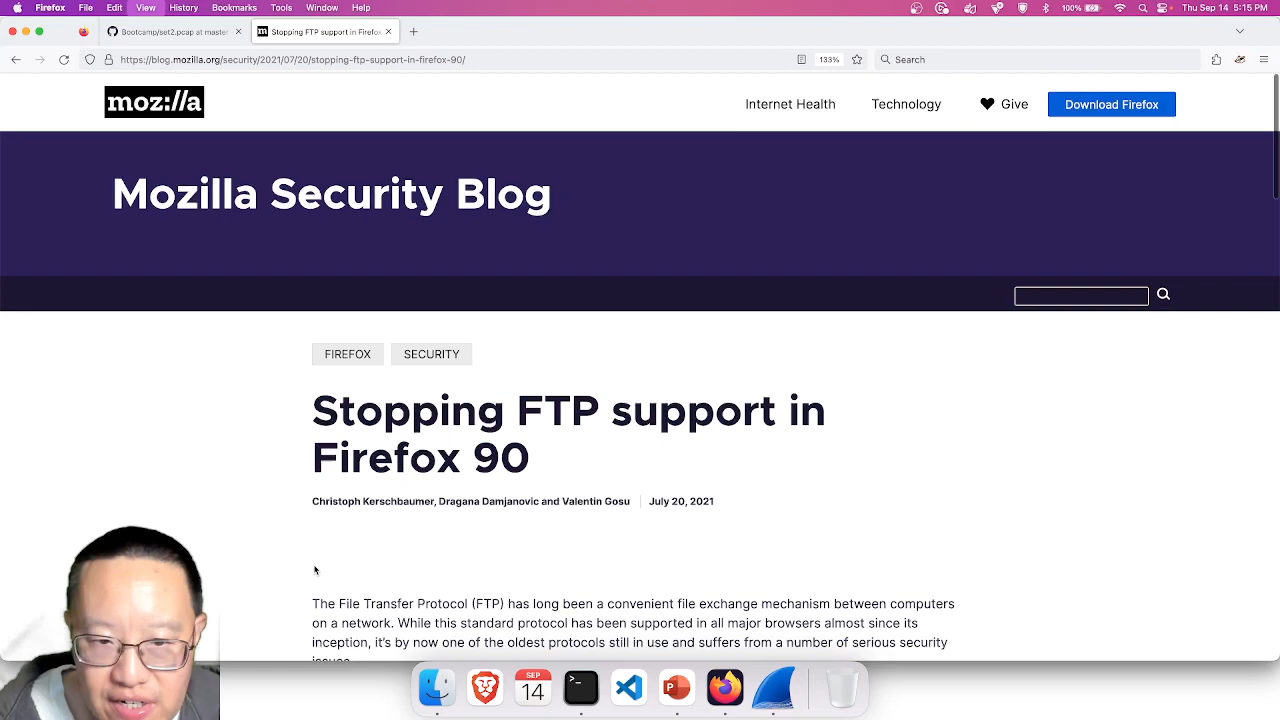 Firefox File Edit View History Bookmarks Tools Window Help 100% Thu Sep 14 5:15 PM
Bootcamp/set2.pcap at master Stopping FTP support in Firefox
https://blog.mozilla.org/security/2021/07/20/stopping-ftp-support-in-firefox-90/ 133% Search
moz://a
Internet Health Technology Give Download Firefox
Mozilla Security Blog
FIREFOX SECURITY
Stopping FTP support in
Firefox 90
Christoph Kerschbaumer, Dragana Damjanovic and Valentin Gosu July 20, 2021
The File Transfer Protocol (FTP) has long been a convenient file exchange mechanism between computers
on a network. While this standard protocol has been supported in all major browsers almost since its
inception, it's by now one of the oldest protocols still in use and suffers from a number of serious security
SEP
14